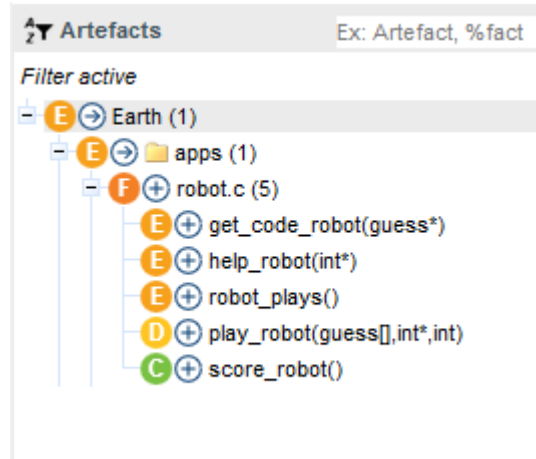 Artefacts Ex: Artefact, %fact
Filter active
E Earth (1)
E apps (1)
F robot.c (5)
E get_code_robot(guess*)
E help_robot(int*)
E robot_plays()
D play_robot(guess[],int*,int)
C score_robot()